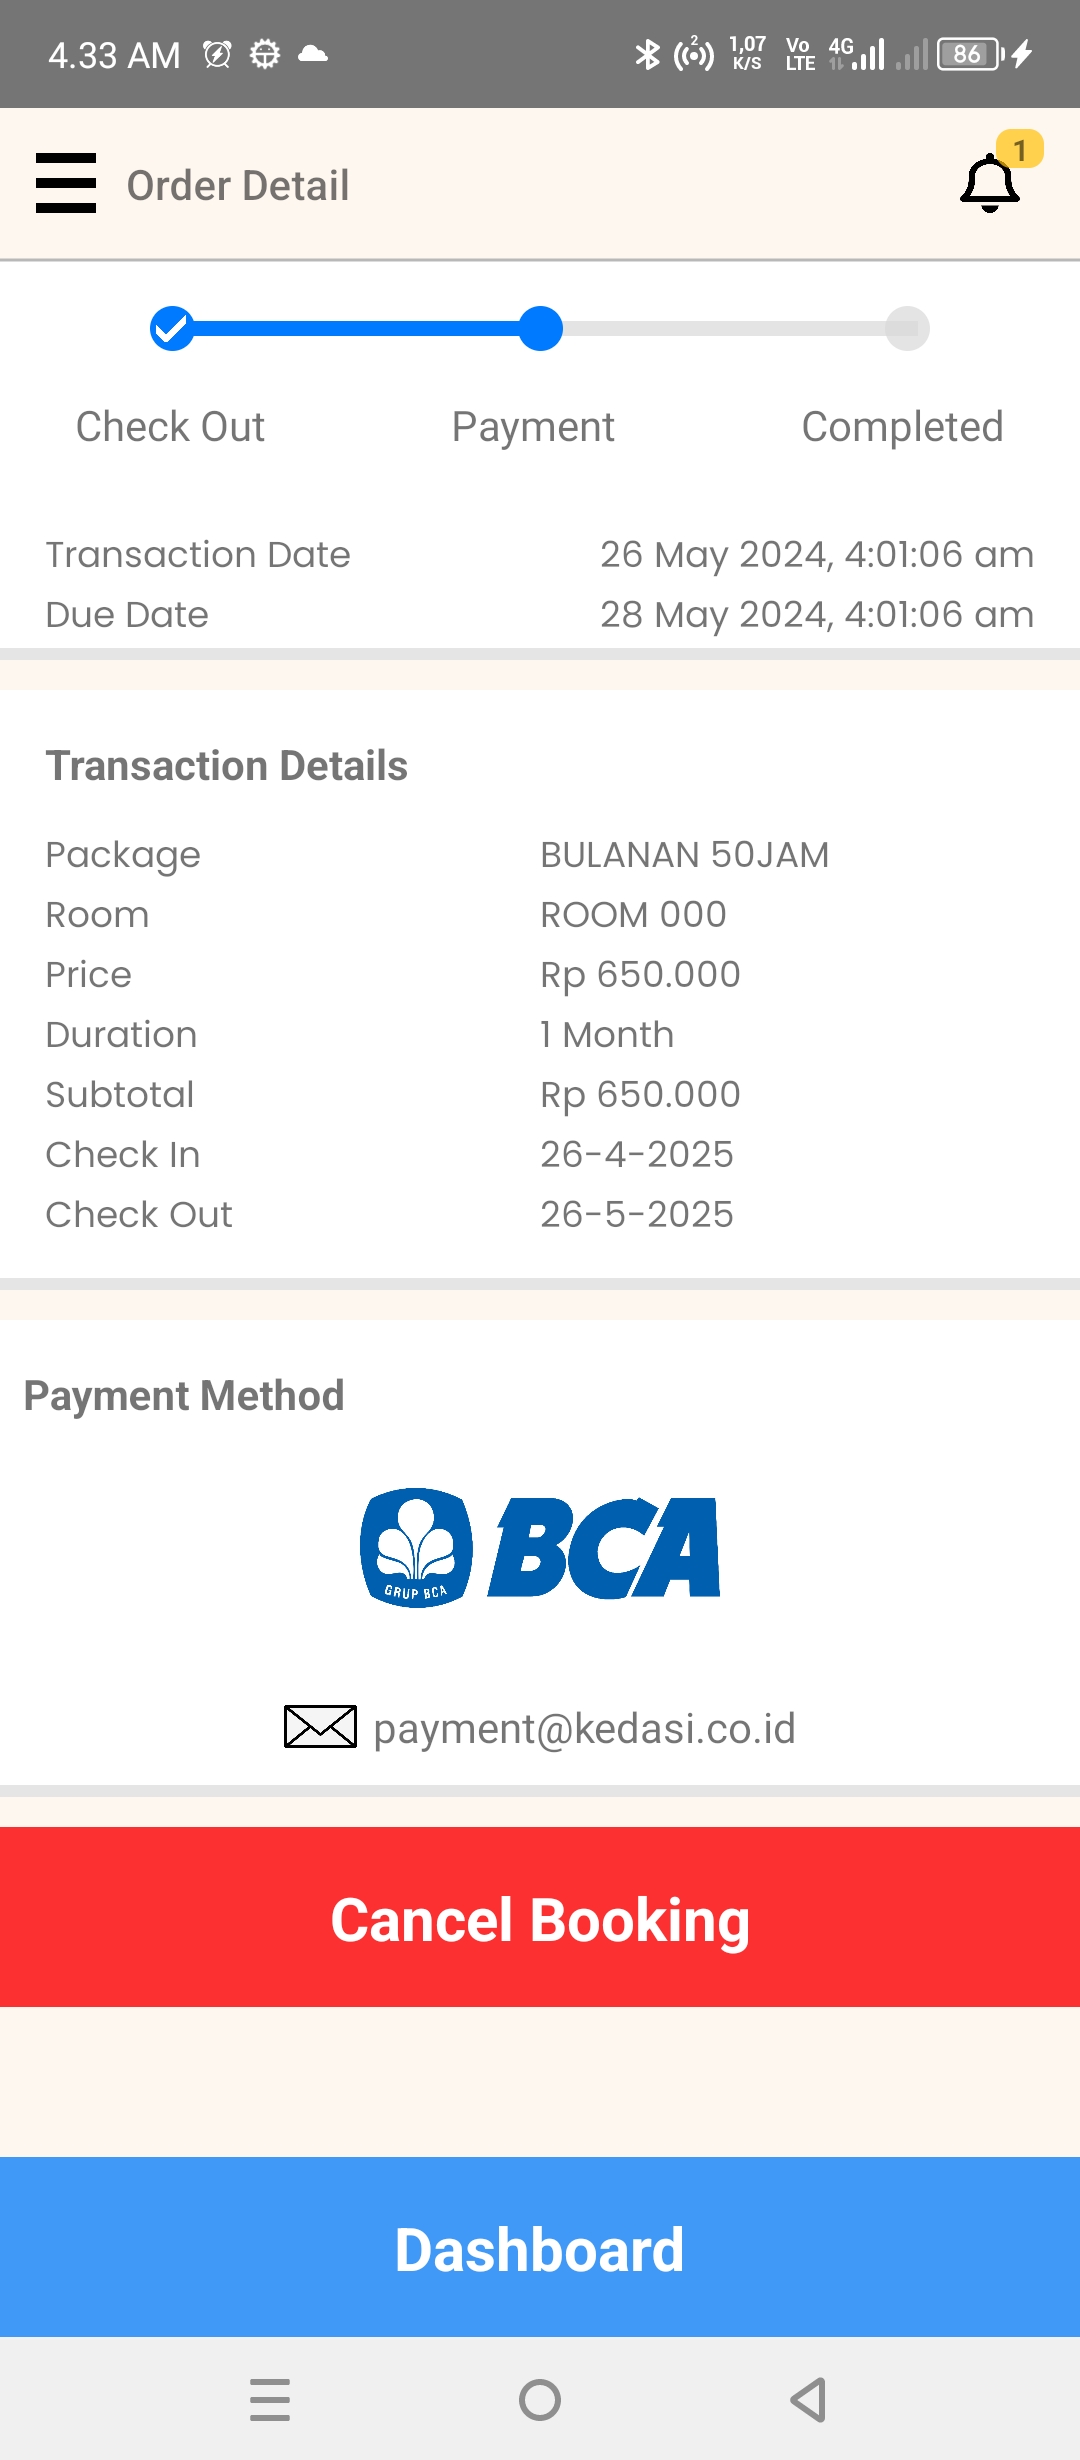 4.33 AM 2 1,07 K/S Vo LTE 4G 86
Order Detail 1
Check Out Payment Completed
Transaction Date 26 May 2024, 4:01:06 am
Due Date 28 May 2024, 4:01:06 am
Transaction Details
Package BULANAN 50JAM
Room ROOM 000
Price Rp 650.000
Duration 1 Month
Subtotal Rp 650.000
Check In 26-4-2025
Check Out 26-5-2025
Payment Method
GRUP BCA BCA
payment@kedasi.co.id
Cancel Booking
Dashboard